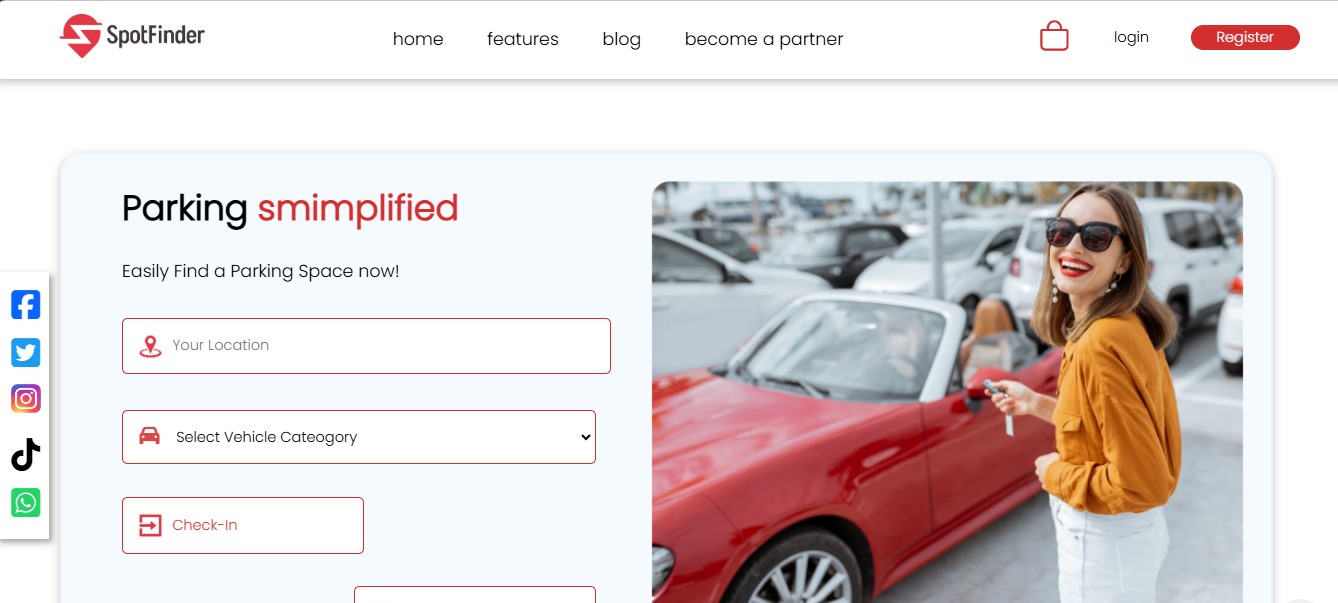 SpotFinder
home
features
blog
become a partner
login
Register
Parking smimplified
Easily Find a Parking Space now!
Your Location
Select Vehicle Cateogory
Check-In